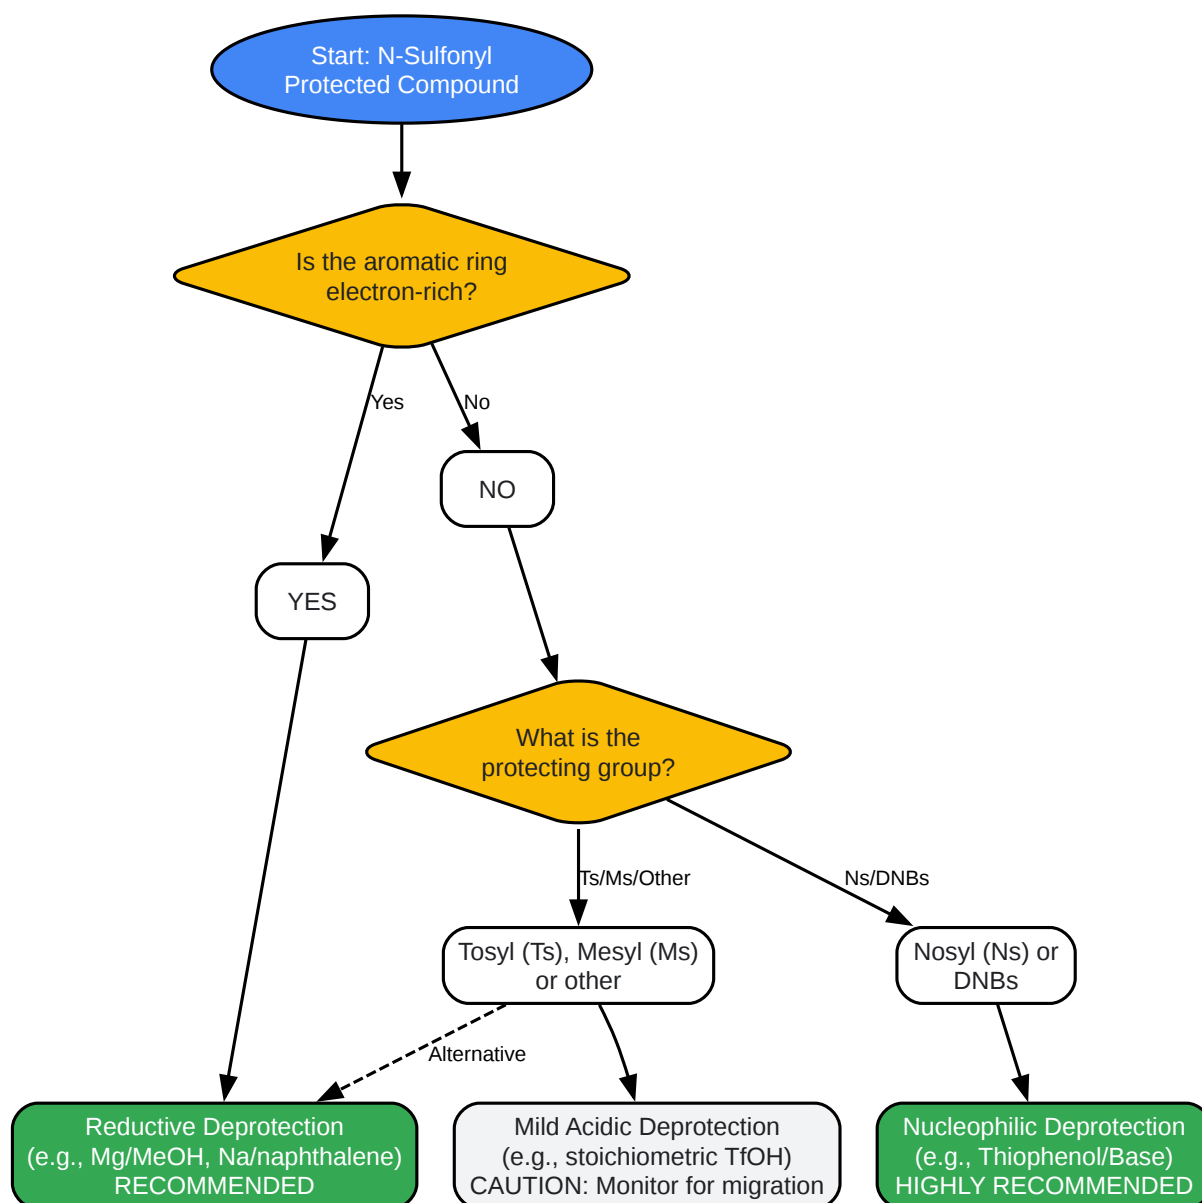 Start: N-Sulfonyl
Protected Compound
Is the aromatic ring
electron-rich?
Yes
No
NO
YES
What is the
protecting group?
Ts/Ms/Other
Ns/DNBs
Tosyl (Ts), Mesyl (Ms)
or other
Nosyl (Ns) or
DNBs
Alternative
Reductive Deprotection
(e.g., Mg/MeOH, Na/naphthalene)
RECOMMENDED
Mild Acidic Deprotection
(e.g., stoichiometric TfOH)
CAUTION: Monitor for migration
Nucleophilic Deprotection
(e.g., Thiophenol/Base)
HIGHLY RECOMMENDED